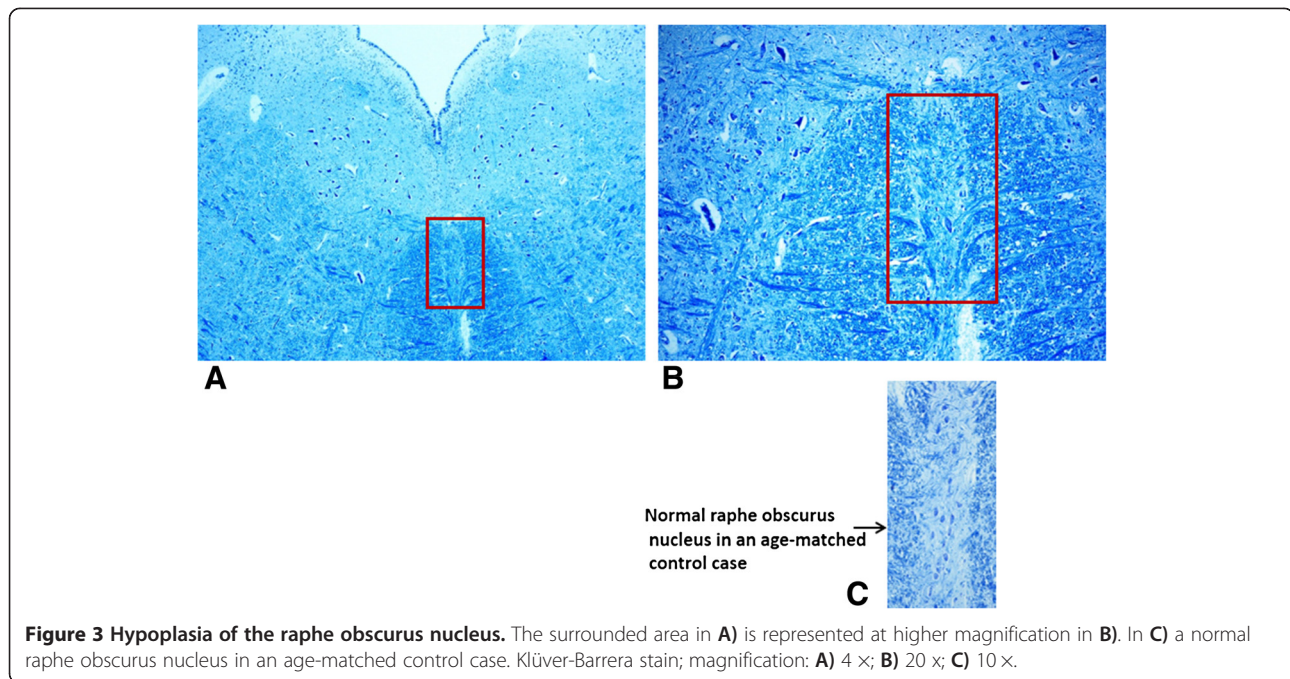 A
B
Normal raphe obscurus
nucleus in an age-matched
control case
C
Figure 3 Hypoplasia of the raphe obscurus nucleus. The surrounded area in A) is represented at higher magnification in B). In C) a normal
raphe obscurus nucleus in an age-matched control case. Klüver-Barrera stain; magnification: A) 4 ×; B) 20 x; C) 10 ×.